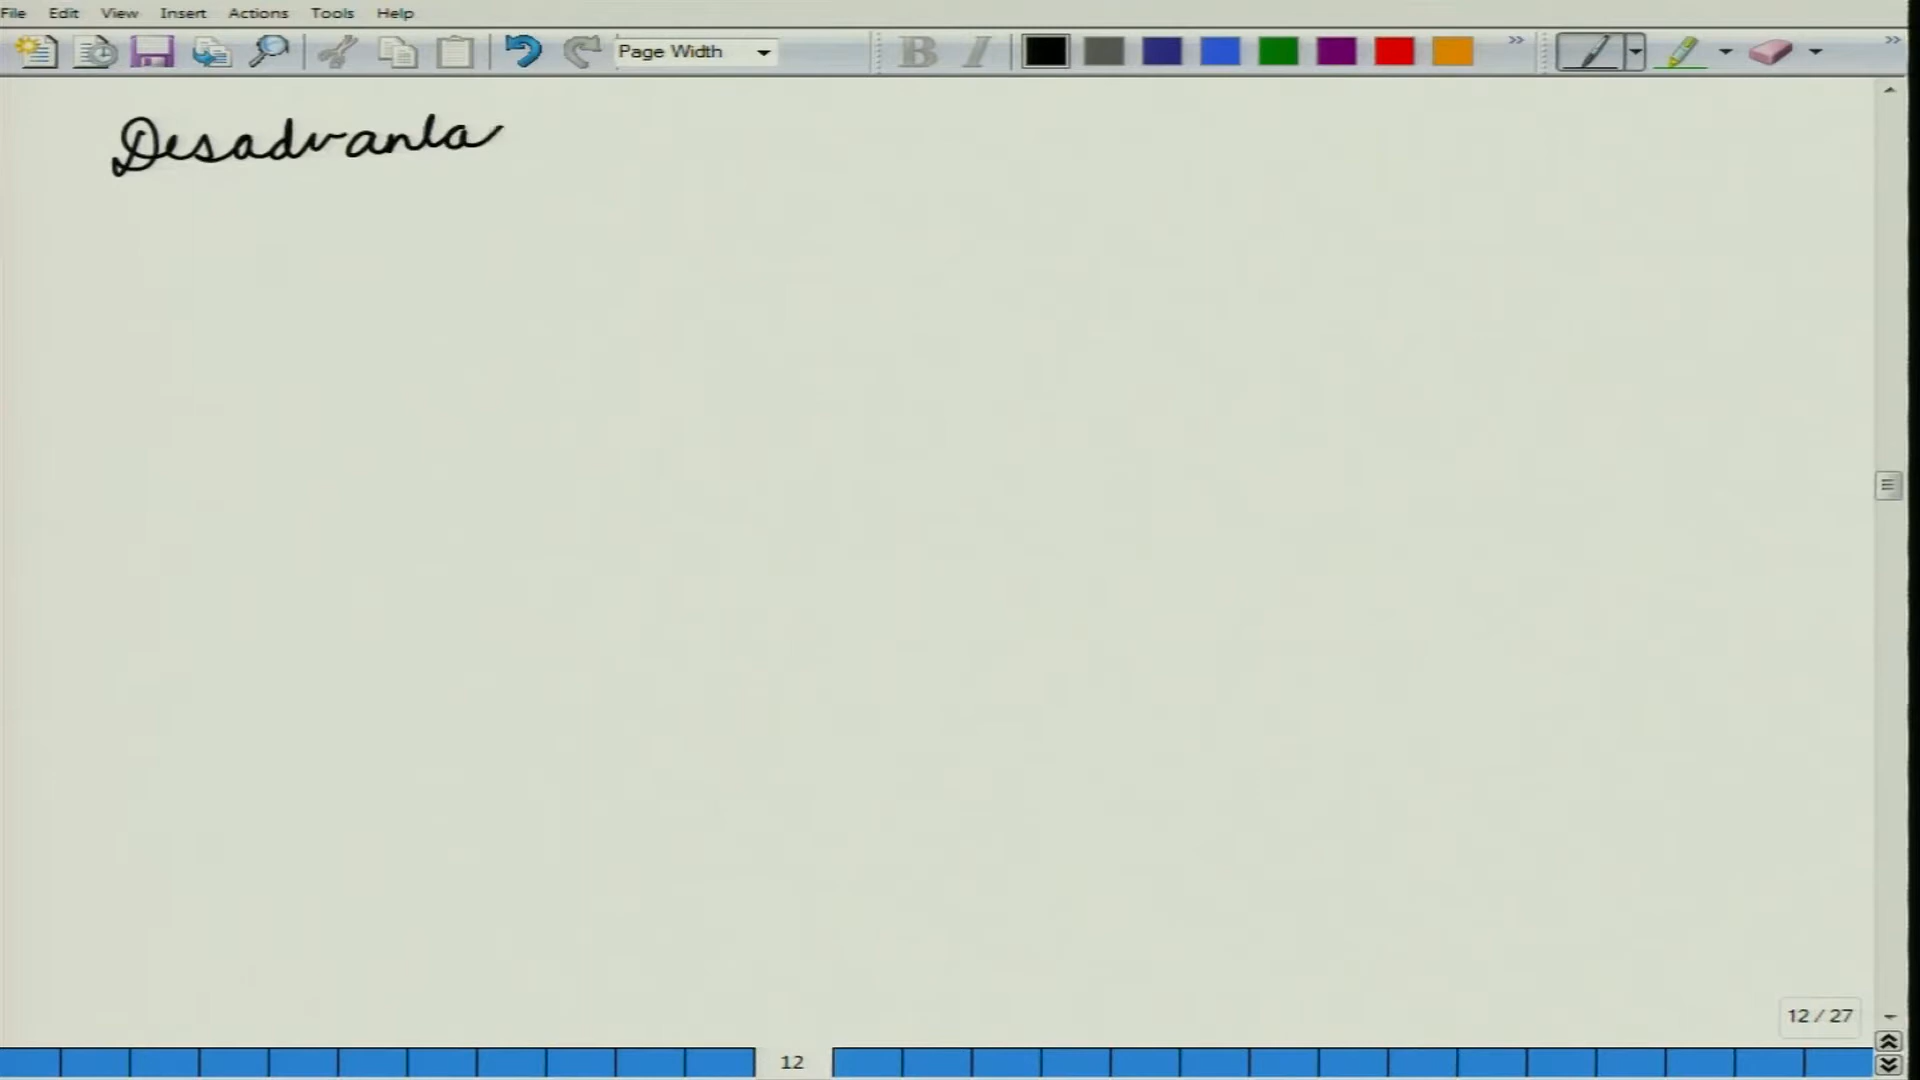 File Edit View Insert Actions Tools Help
Page Width B I
Desadvanta
12 / 27
12